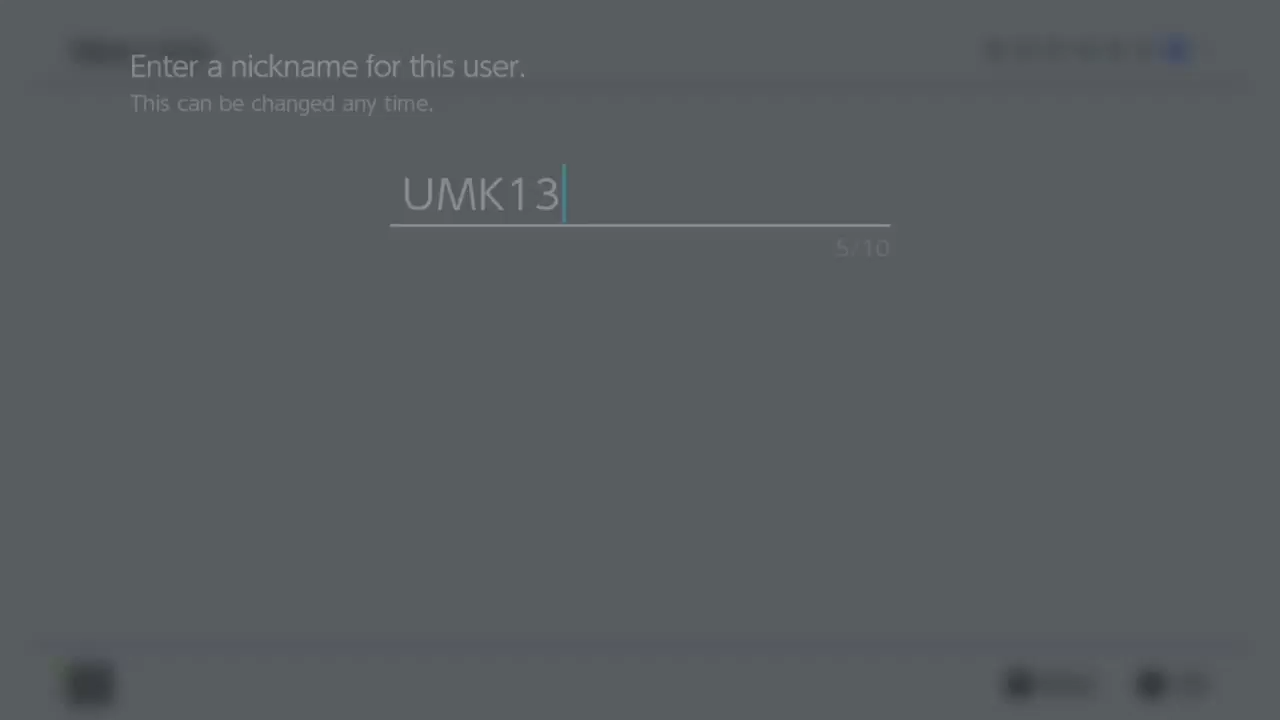 Enter a nickname for this user.
This can be changed any time.
UMK13
5/10